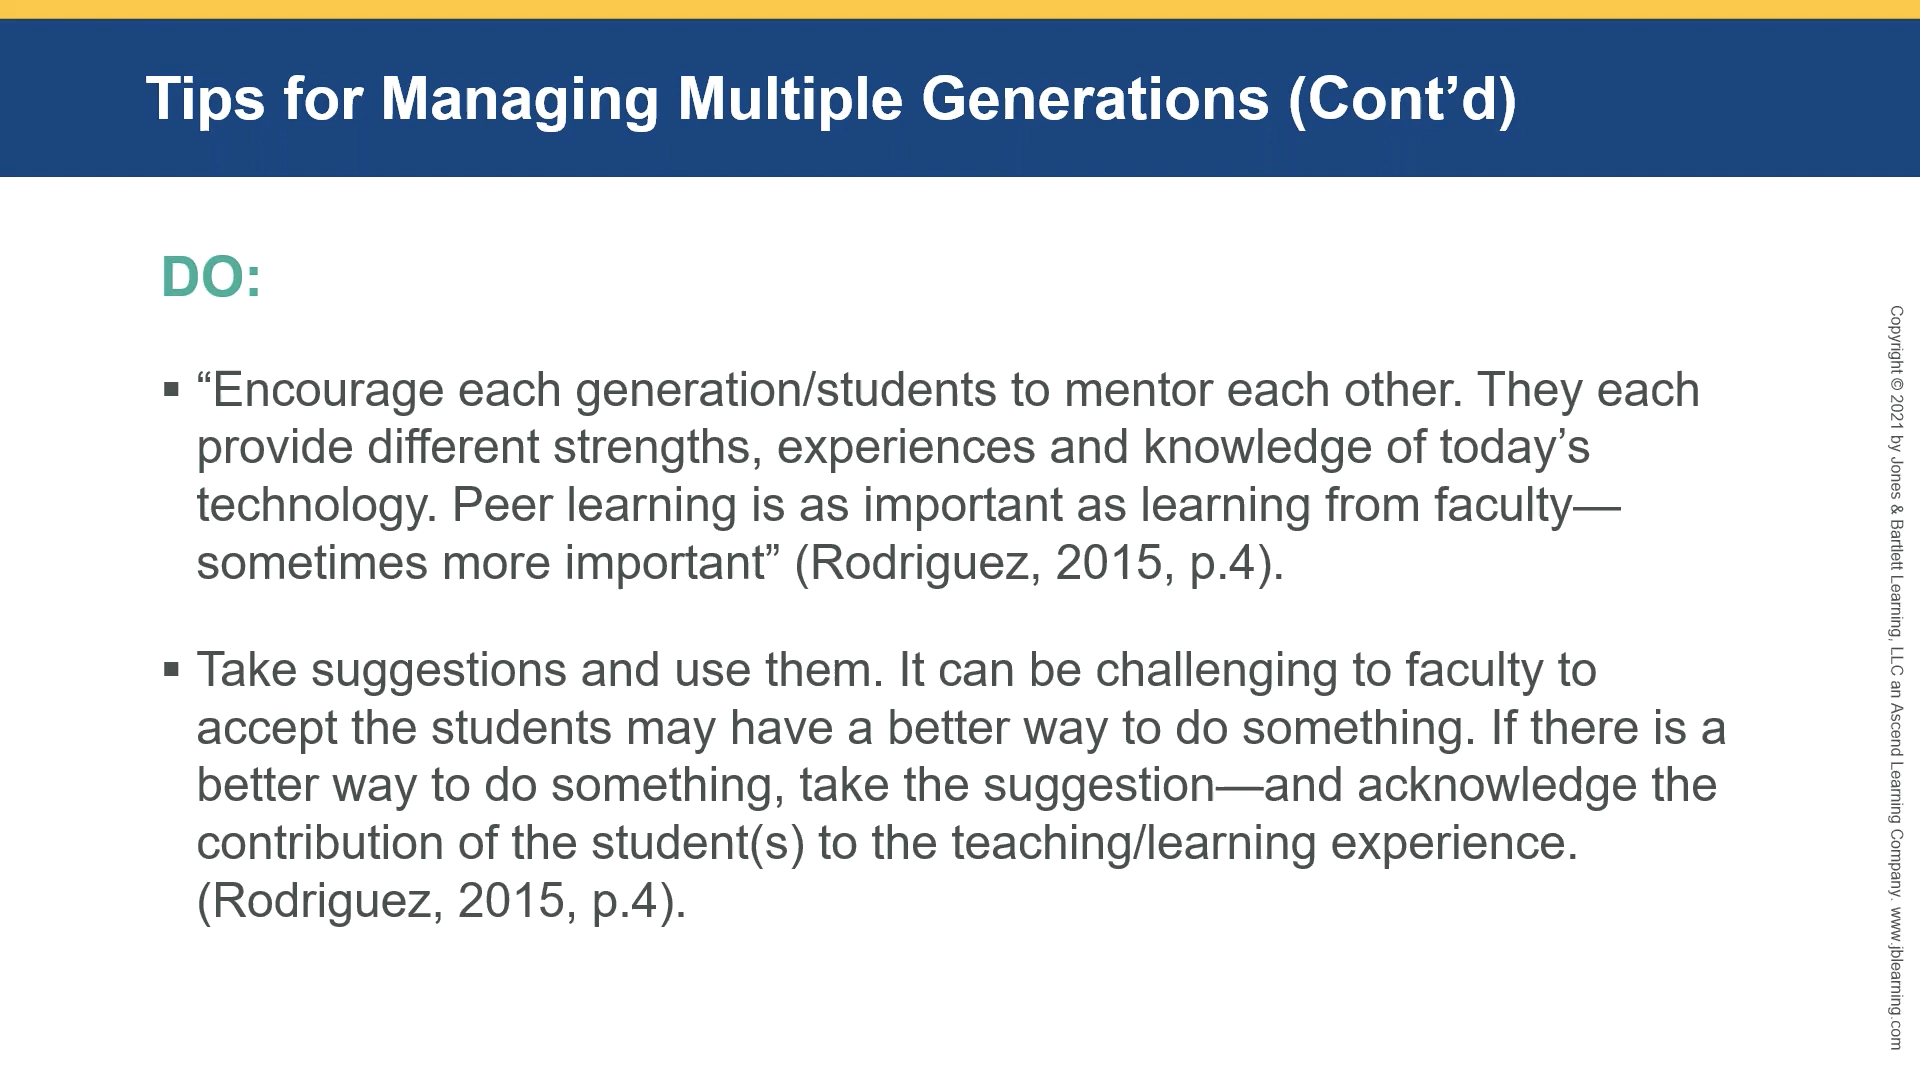 Tips for Managing Multiple Generations (Cont’d)
DO:
▪ “Encourage each generation/students to mentor each other. They each
provide different strengths, experiences and knowledge of today’s
technology. Peer learning is as important as learning from faculty—
sometimes more important” (Rodriguez, 2015, p.4).
▪ Take suggestions and use them. It can be challenging to faculty to
accept the students may have a better way to do something. If there is a
better way to do something, take the suggestion—and acknowledge the
contribution of the student(s) to the teaching/learning experience.
(Rodriguez, 2015, p.4).
Copyright © 2021 by Jones & Bartlett Learning, LLC an Ascend Learning Company. www.jblearning.com